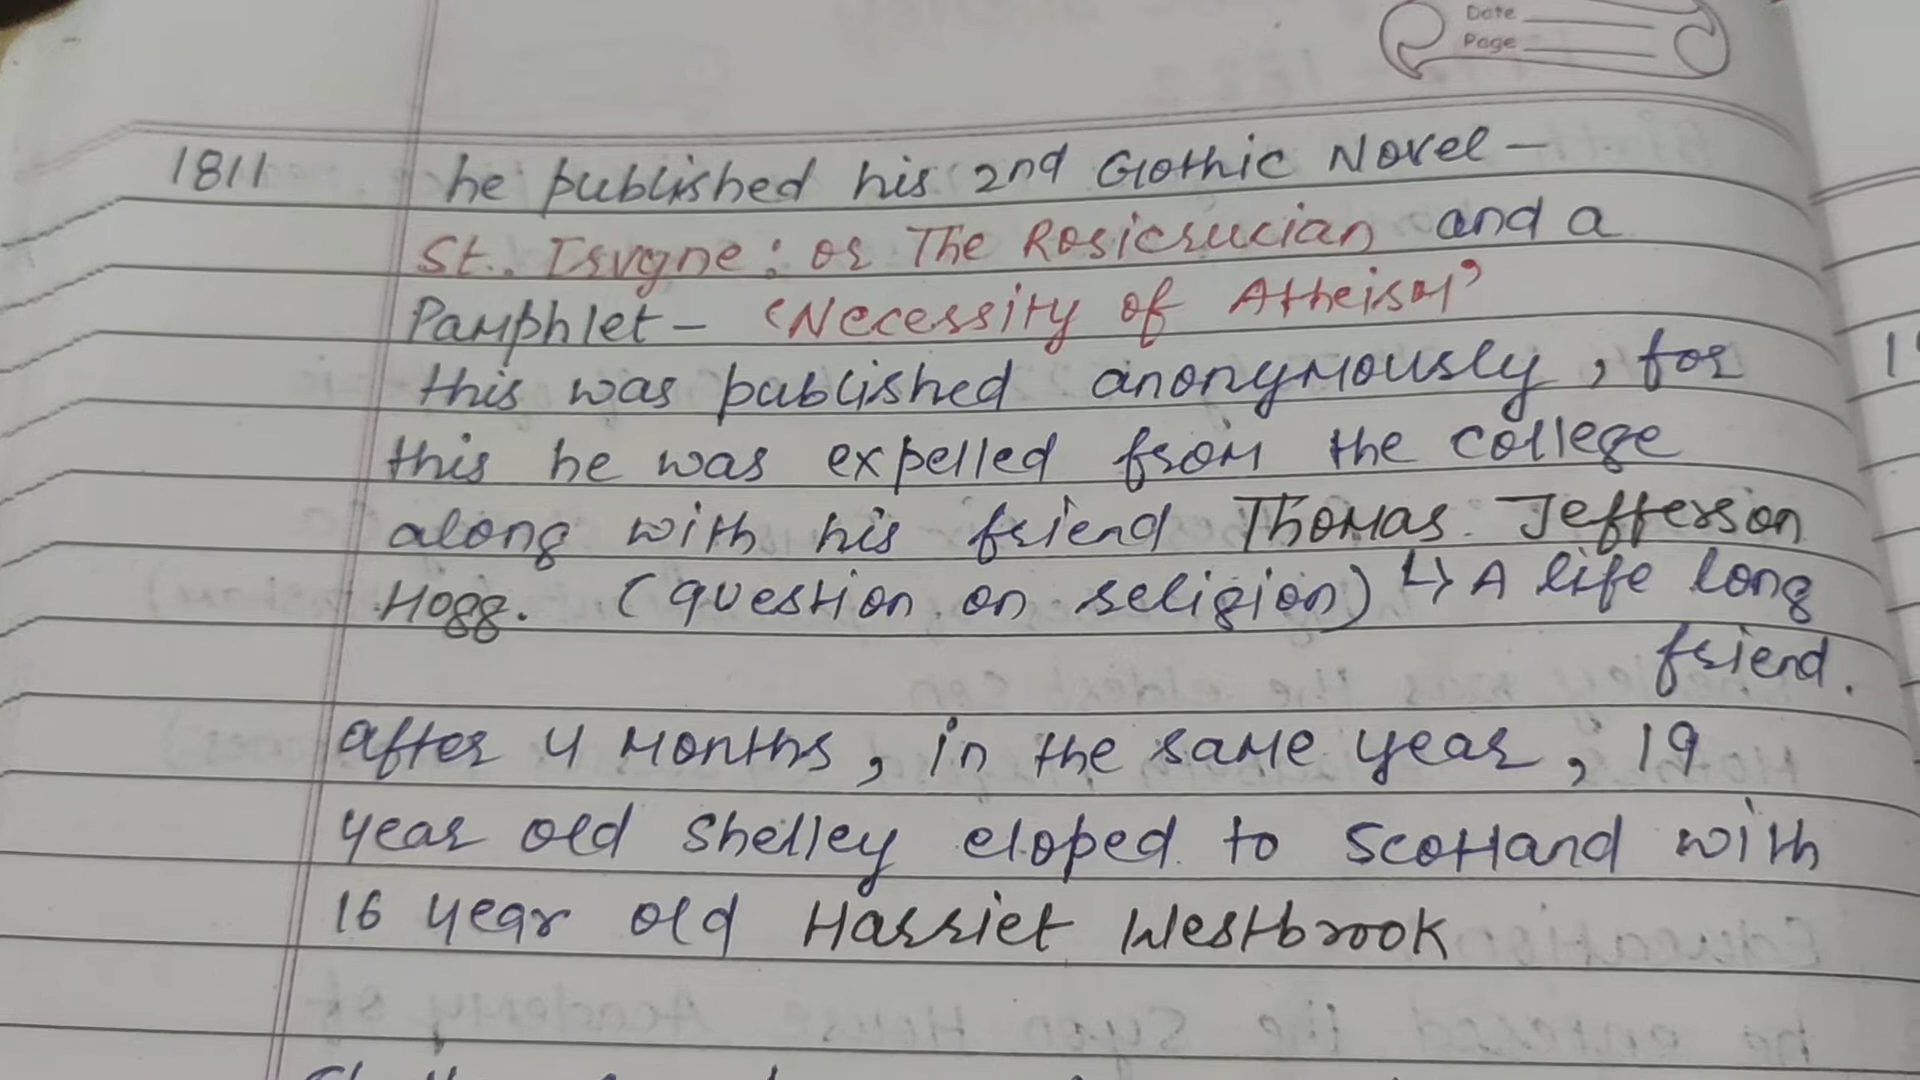 Date
Page
1811 he published his 2nd Gothic Novel –
St. Irvyne: or The Rosicrucian and a
Pamphlet – 'Necessity of Atheism'
this was published anonymously, for
this he was expelled from the college
along with his friend Thomas Jefferson
Hogg. (question on religion) ↳ A life long
friend.
after 4 months, in the same year, 19
year old Shelley eloped to Scotland with
16 year old Harriet Westbrook